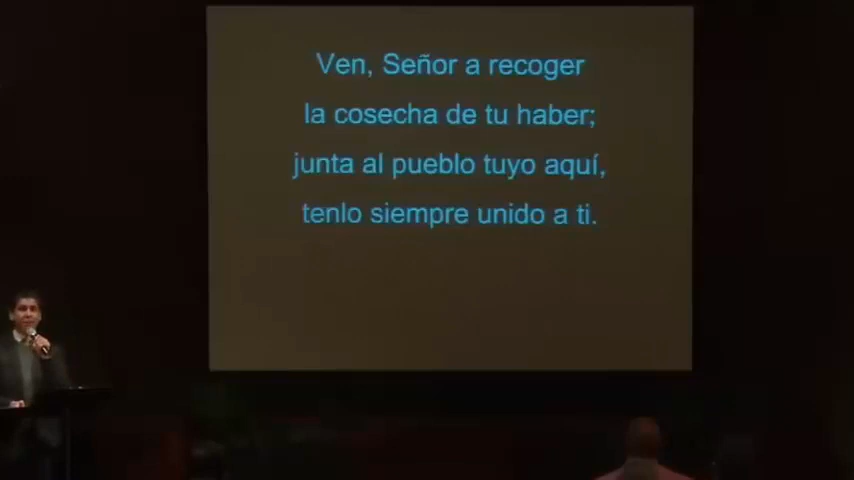 Ven, Señor a recoger
la cosecha de tu haber;
junta al pueblo tuyo aquí,
tenlo siempre unido a ti.